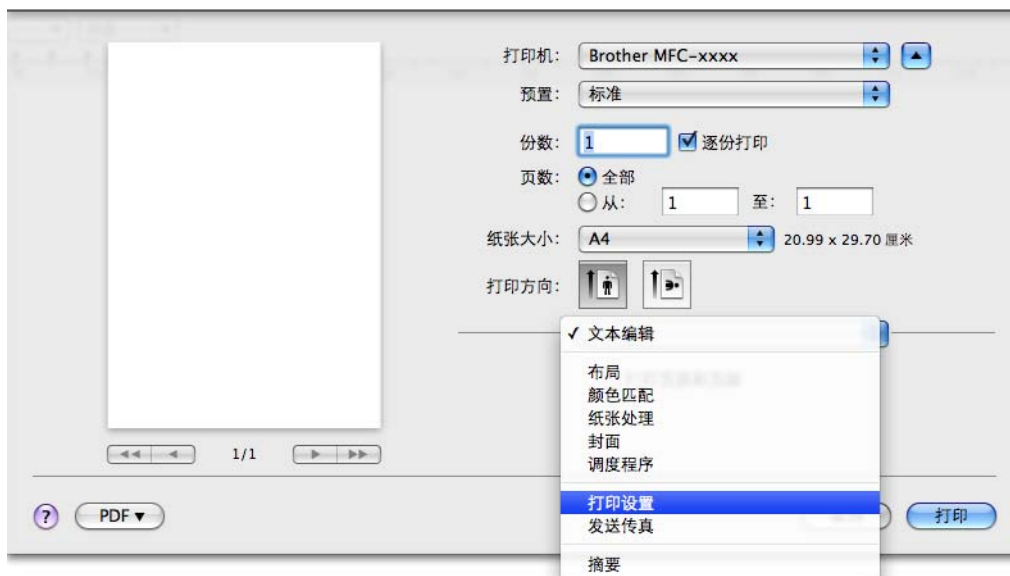 打印机: Brother MFC-xxxx
预置: 标准
份数: 1 逐份打印
页数: 全部
从: 1 至: 1
纸张大小: A4 20.99 x 29.70 厘米
打印方向:
✓ 文本编辑
布局
颜色匹配
纸张处理
封面
调度程序
打印设置
发送传真
摘要
1/1
? PDF▼ 打印